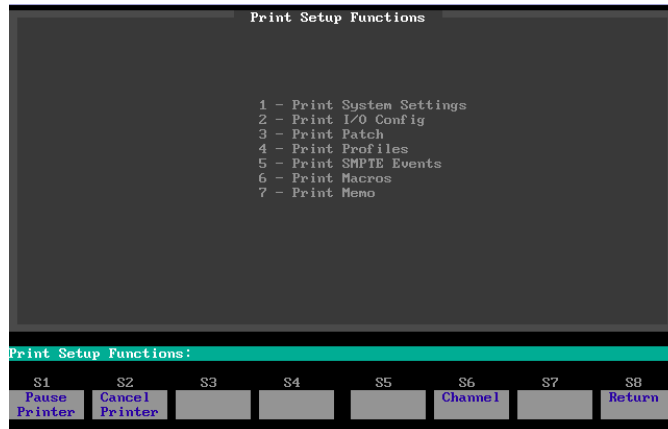 Print Setup Functions
1 - Print System Settings
2 - Print I/O Config
3 - Print Patch
4 - Print Profiles
5 - Print SMPTE Events
6 - Print Macros
7 - Print Memo
Print Setup Functions:
S1 S2 S3 S4 S5 S6 S7 S8
Pause Cancel Channel Return
Printer Printer